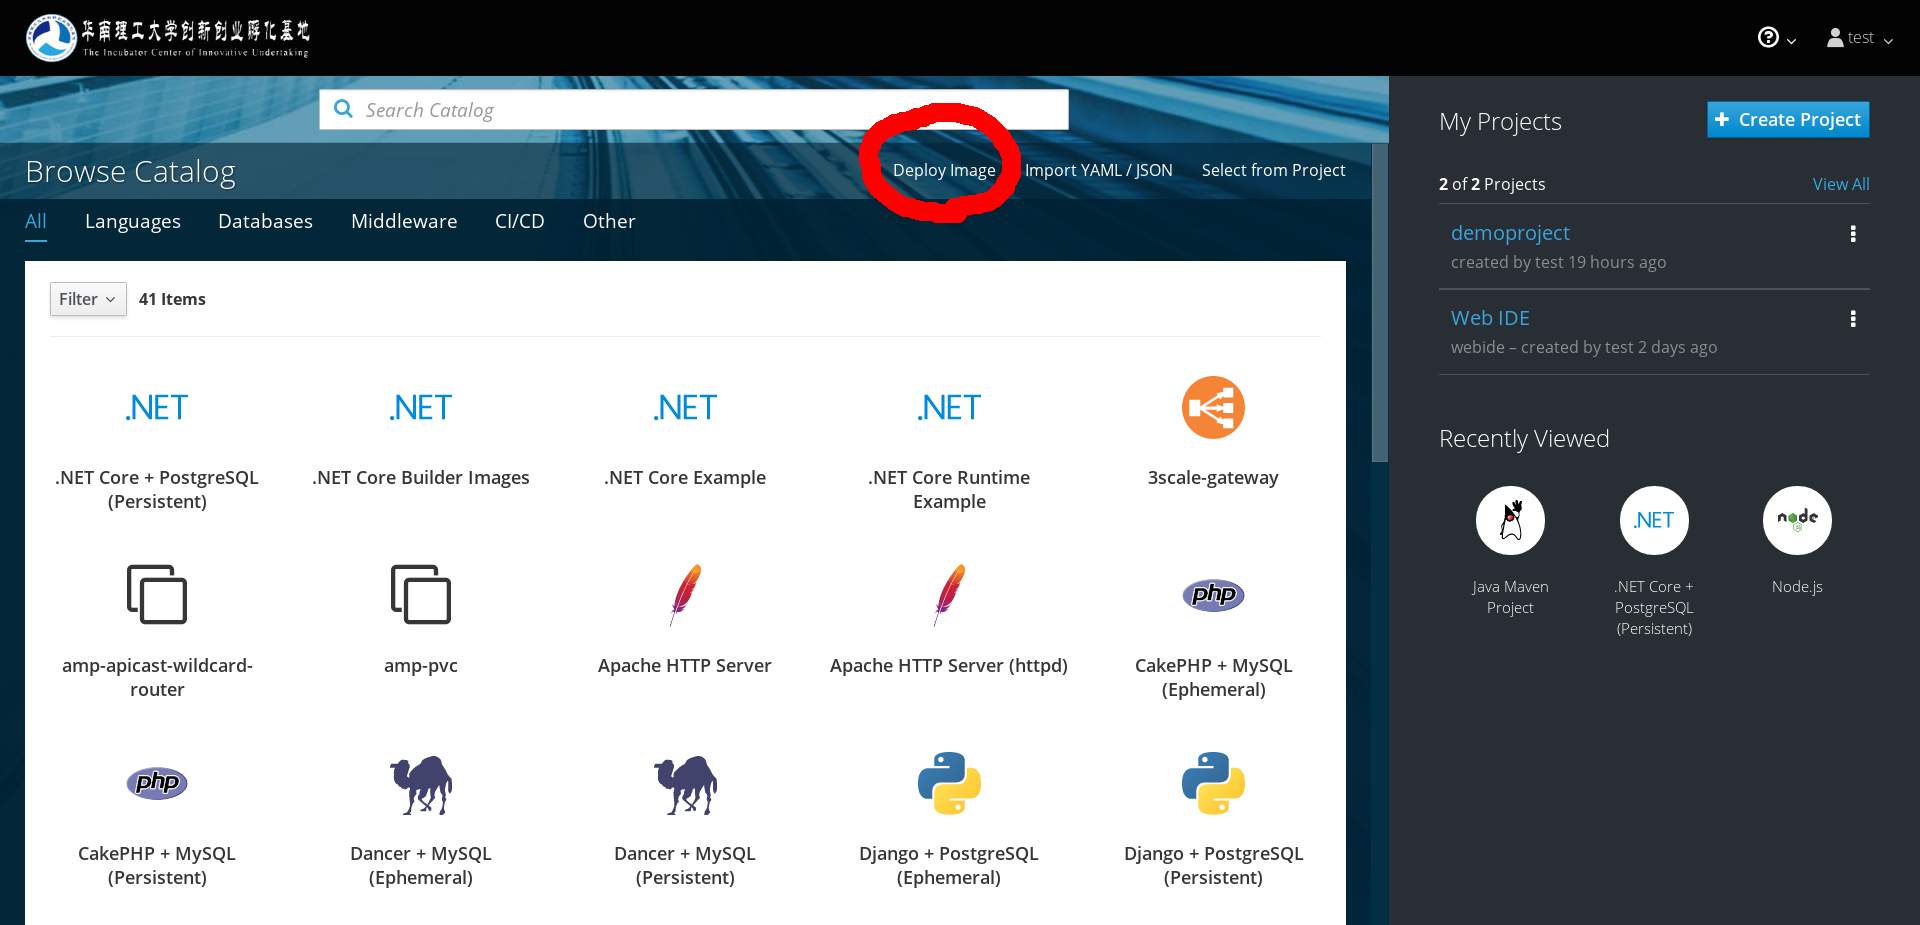 华南理工大学创新创业孵化基地
The Incubator Center of Innovative Undertaking
test
Search Catalog
Browse Catalog
Deploy Image
Import YAML / JSON
Select from Project
All
Languages
Databases
Middleware
CI/CD
Other
Filter
41 Items
.NET
.NET
.NET
.NET
.NET Core + PostgreSQL
(Persistent)
.NET Core Builder Images
.NET Core Example
.NET Core Runtime
Example
3scale-gateway
php
amp-apicast-wildcard-
router
amp-pvc
Apache HTTP Server
Apache HTTP Server (httpd)
CakePHP + MySQL
(Ephemeral)
php
CakePHP + MySQL
(Persistent)
Dancer + MySQL
(Ephemeral)
Dancer + MySQL
(Persistent)
Django + PostgreSQL
(Ephemeral)
Django + PostgreSQL
(Persistent)
My Projects
Create Project
2 of 2 Projects
View All
demoproject
created by test 19 hours ago
Web IDE
webide – created by test 2 days ago
Recently Viewed
.NET
node
Java Maven
Project
.NET Core +
PostgreSQL
(Persistent)
Node.js